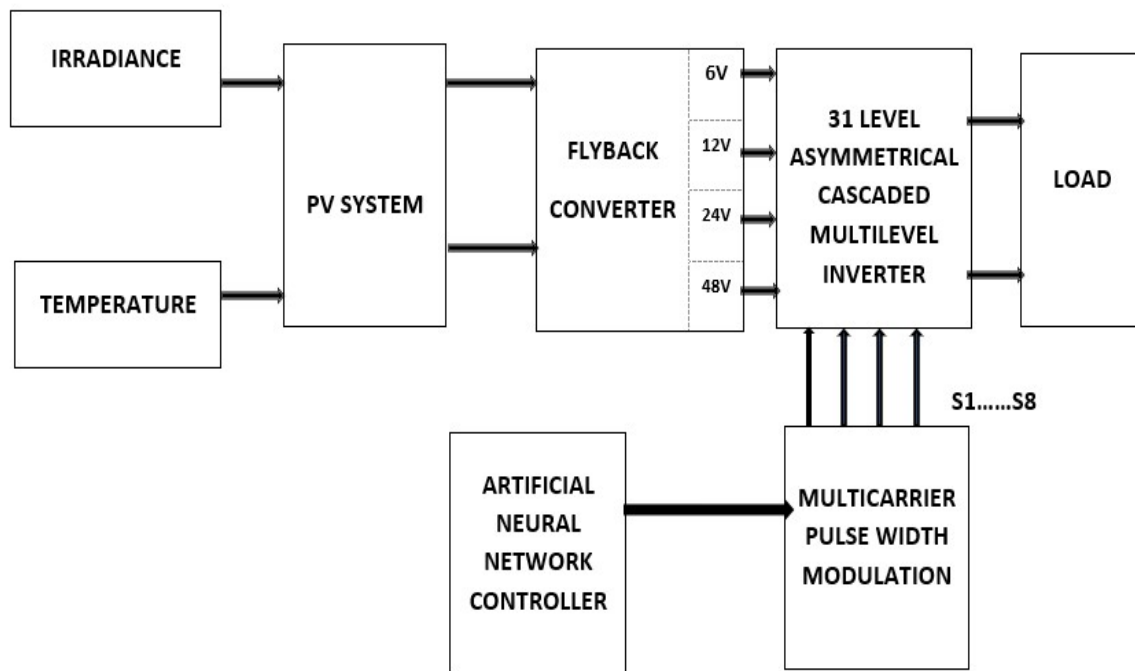 IRRADIANCE
TEMPERATURE
PV SYSTEM
FLYBACK
CONVERTER
6V
12V
24V
48V
31 LEVEL
ASYMMETRICAL
CASCADED
MULTILEVEL
INVERTER
LOAD
S1......S8
ARTIFICIAL
NEURAL
NETWORK
CONTROLLER
MULTICARRIER
PULSE WIDTH
MODULATION